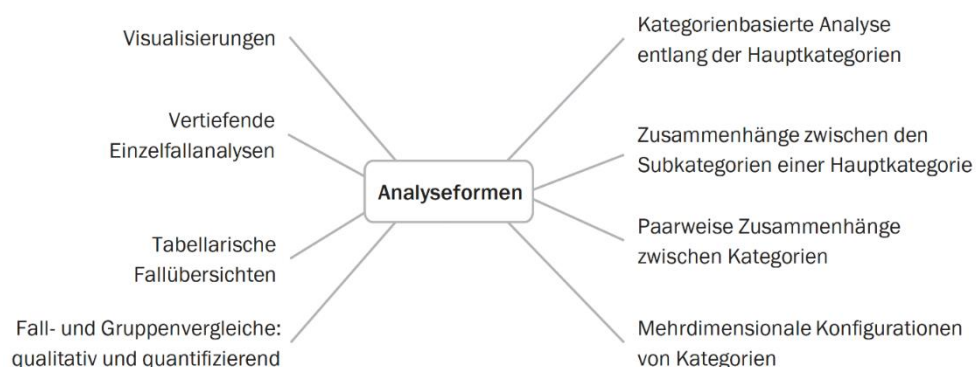 Visualisierungen
Vertiefende
Einzelfallanalysen
Tabellarische
Fallübersichten
Fall- und Gruppenvergleiche:
qualitativ und quantifizierend
Analyseformen
Kategorienbasierte Analyse
entlang der Hauptkategorien
Zusammenhänge zwischen den
Subkategorien einer Hauptkategorie
Paarweise Zusammenhänge
zwischen Kategorien
Mehrdimensionale Konfigurationen
von Kategorien